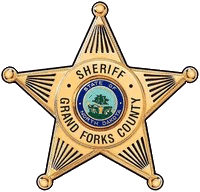 SHERIFF
STATE OF
NORTH DAKOTA
GRAND FORKS COUNTY